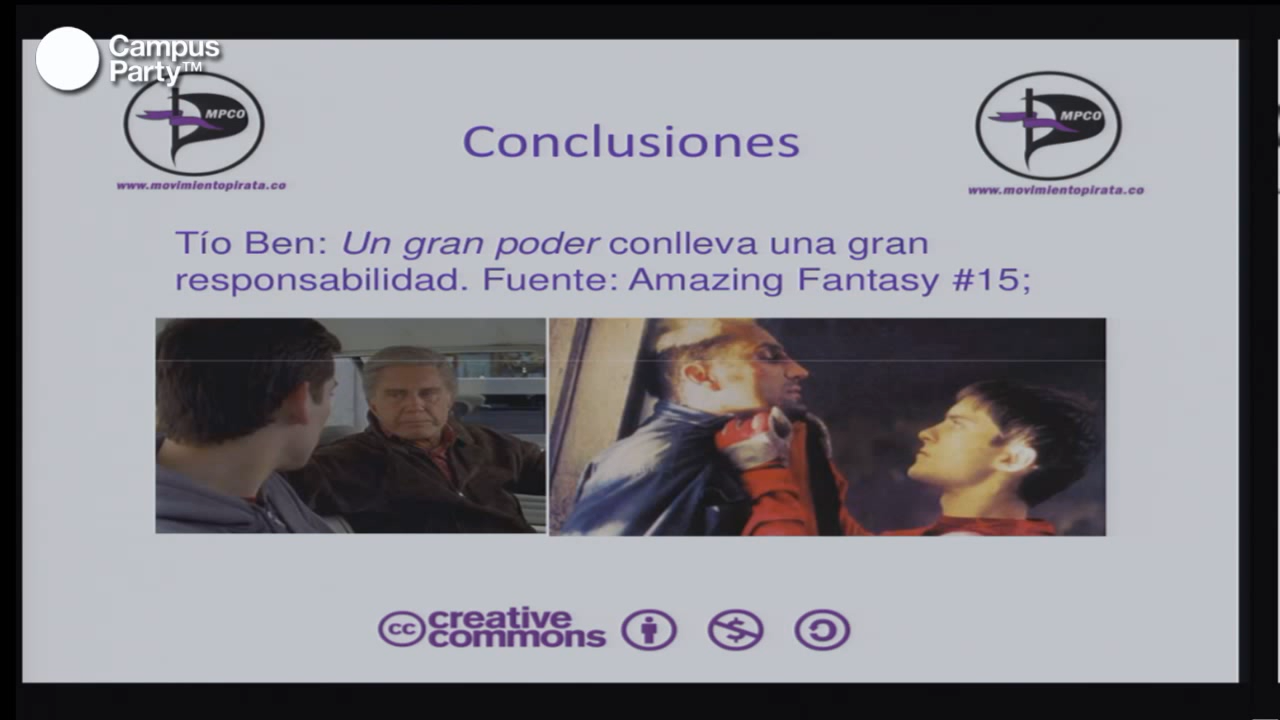 Campus
Party™
MPCO
www.movimientopirata.co
MPCO
www.movimientopirata.co
Conclusiones
Tío Ben: Un gran poder conlleva una gran
responsabilidad. Fuente: Amazing Fantasy #15;
cc creative
commons